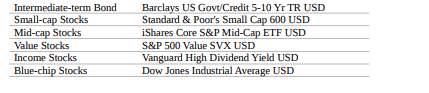 Intermediate-term Bond Barclays US Govt/Credit 5-10 Yr TR USD
Small-cap Stocks Standard & Poor's Small Cap 600 USD
Mid-cap Stocks iShares Core S&P Mid-Cap ETF USD
Value Stocks S&P 500 Value SVX USD
Income Stocks Vanguard High Dividend Yield USD
Blue-chip Stocks Dow Jones Industrial Average USD